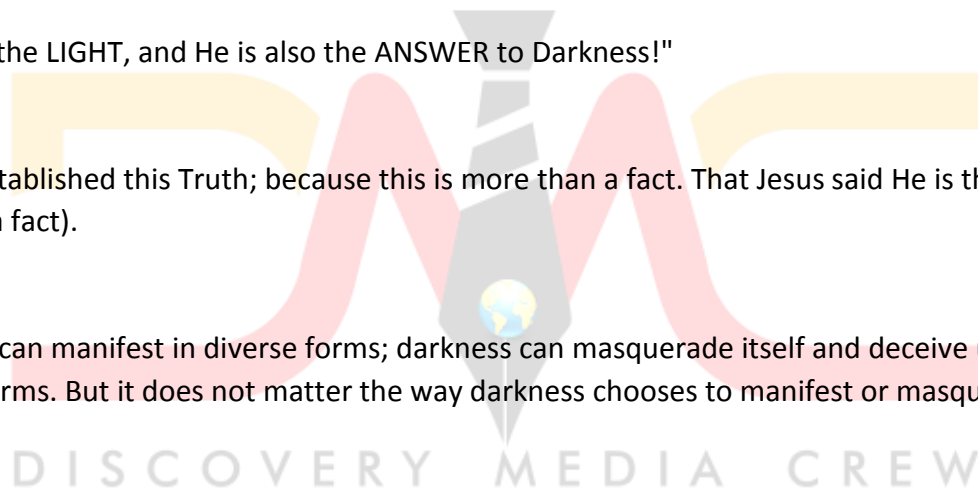 the LIGHT, and He is also the ANSWER to Darkness!"
tablished this Truth; because this is more than a fact. That Jesus said He is th
fact).
can manifest in diverse forms; darkness can masquerade itself and deceive
rms. But it does not matter the way darkness chooses to manifest or masqu
DMC
DISCOVERY MEDIA CREW